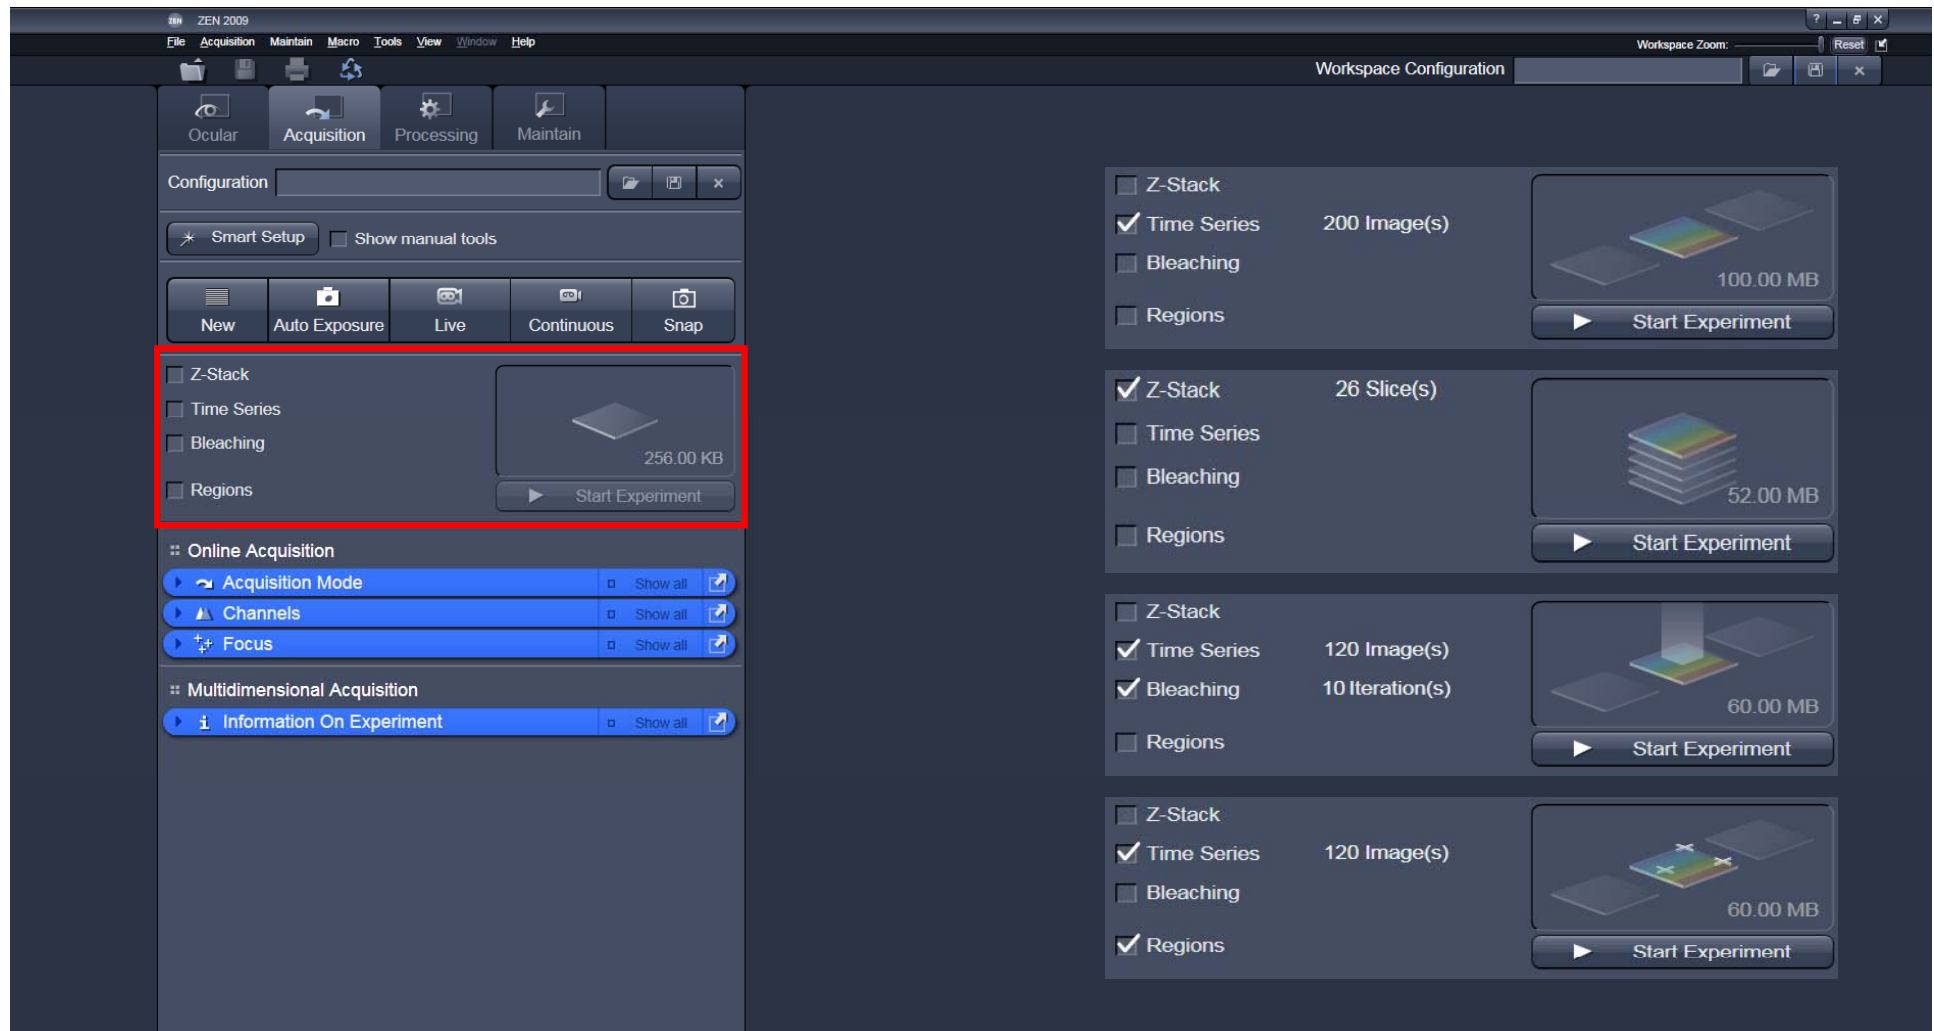 ZEN ZEN 2009
File Acquisition Maintain Macro Tools View Window Help
Workspace Zoom: Reset
Workspace Configuration
Ocular Acquisition Processing Maintain
Configuration
Smart Setup Show manual tools
New Auto Exposure Live Continuous Snap
Z-Stack
Time Series
Bleaching
256.00 KB
Regions
Start Experiment
Online Acquisition
Acquisition Mode Show all
Channels Show all
Focus Show all
Multidimensional Acquisition
Information On Experiment Show all
Z-Stack
Time Series 200 Image(s)
Bleaching
100.00 MB
Regions
Start Experiment
Z-Stack 26 Slice(s)
Time Series
Bleaching
52.00 MB
Regions
Start Experiment
Z-Stack
Time Series 120 Image(s)
Bleaching 10 Iteration(s)
60.00 MB
Regions
Start Experiment
Z-Stack
Time Series 120 Image(s)
Bleaching
60.00 MB
Regions
Start Experiment